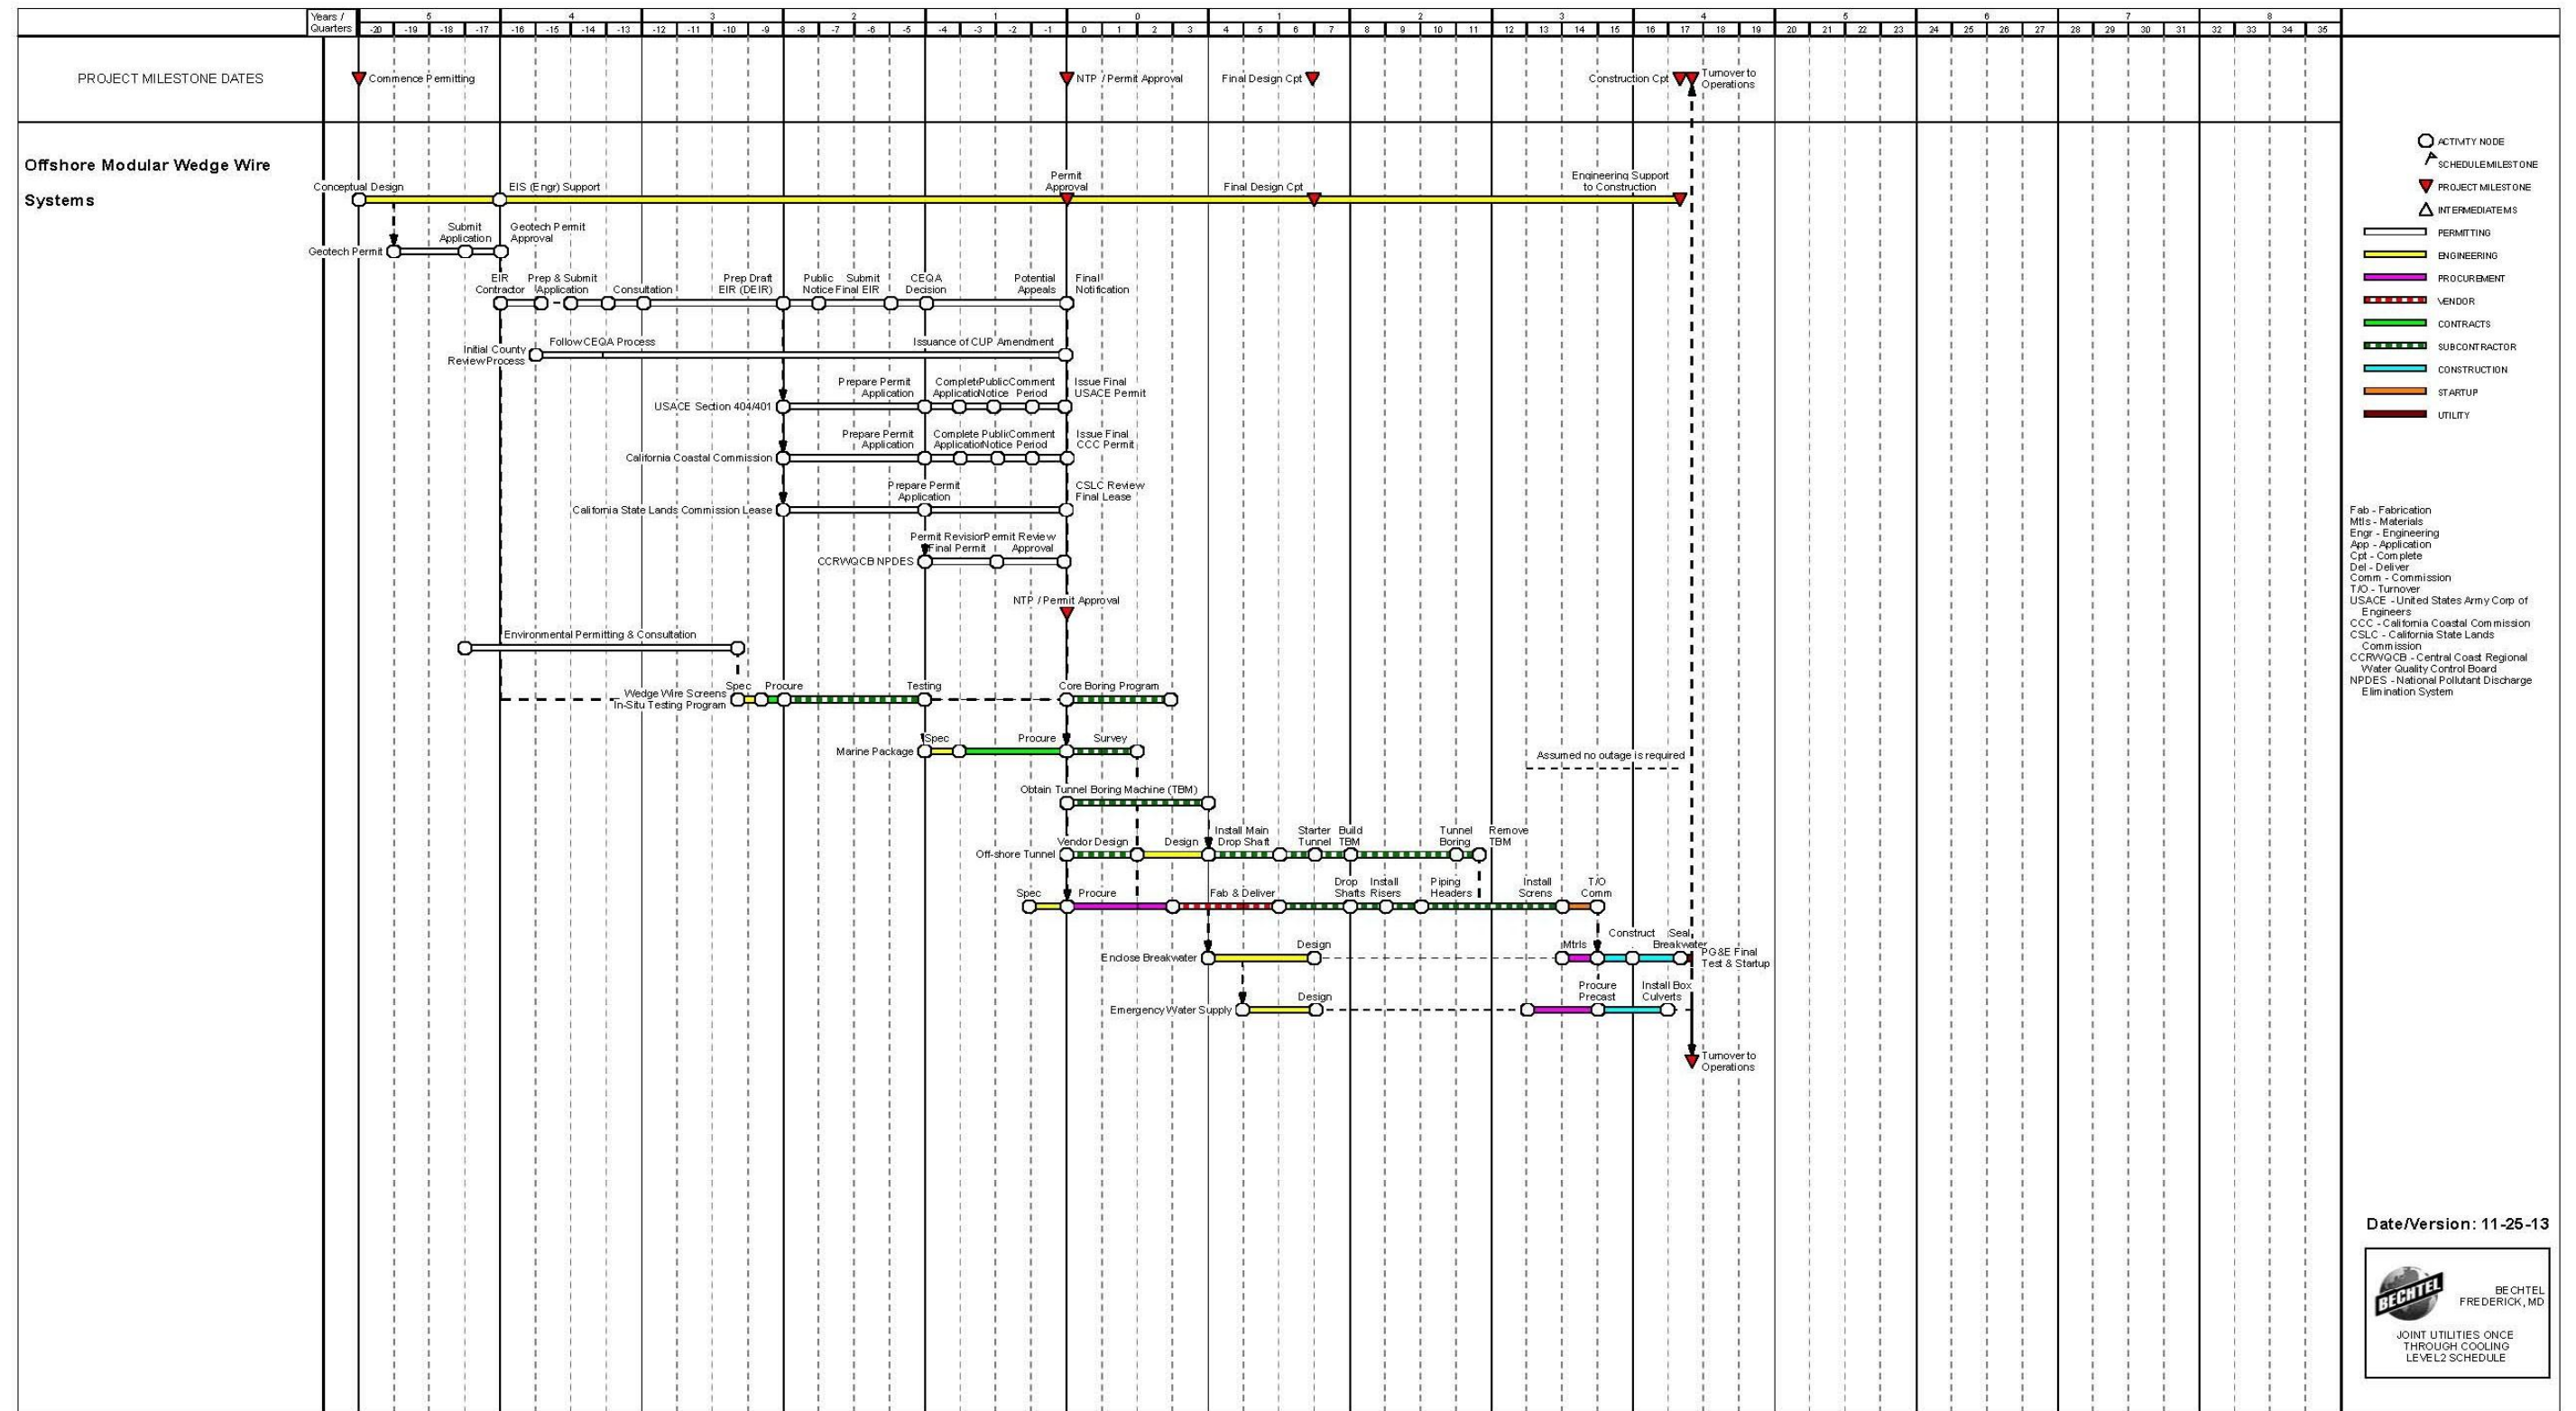 Years /
Quarters
5 4 3 2 1 0 1 2 3 4 5 6 7 8
-20 -19 -18 -17 -16 -15 -14 -13 -12 -11 -10 -9 -8 -7 -6 -5 -4 -3 -2 -1 0 1 2 3 4 5 6 7 8 9 10 11 12 13 14 15 16 17 18 19 20 21 22 23 24 25 26 27 28 29 30 31 32 33 34 35
PROJECT MILESTONE DATES
Commence Permitting
NTP / Permit Approval
Final Design Cpt
Construction Cpt
Turnover to
Operations
Offshore Modular Wedge Wire
Systems
Conceptual Design
EIS (Engr) Support
Permit
Approval
Final Design Cpt
Engineering Support
to Construction
Geotech Permit
Submit
Application
Geotech Permit
Approval
EIR
Contractor
Prep & Submit
Application
Consultation
Prep Draft
EIR (DEIR)
Public
Notice
Submit
Final EIR
CEQA
Decision
Potential
Appeals
Final
Notification
Initial County
Review Process
Follow CEQA Process
Issuance of CUP Amendment
USACE Section 404/401
Prepare Permit
Application
Complete
Application
Public
Notice
Comment
Period
Issue Final
USACE Permit
California Coastal Commission
Prepare Permit
Application
Complete
Application
Public
Notice
Comment
Period
Issue Final
CCC Permit
California State Lands Commission Lease
Prepare Permit
Application
CSLC Review
Final Lease
CCRWQCB NPDES
Permit Revision
Final Permit
Permit Review
Approval
NTP / Permit Approval
Environmental Permitting & Consultation
Wedge Wire Screens
In-Situ Testing Program
Spec
Procure
Testing
Core Boring Program
Marine Package
Spec
Procure
Survey
Assumed no outage is required
Obtain Tunnel Boring Machine (TBM)
Off-shore Tunnel
Vendor Design
Design
Install Main
Drop Shaft
Starter
Tunnel
Build
TBM
Tunnel
Boring
Remove
TBM
Spec
Procure
Fab & Deliver
Drop
Shafts
Install
Risers
Piping
Headers
Install
Screns
T/O
Comm
Enclose Breakwater
Design
Mtrls
Construct
Seal
Breakwater
PG&E Final
Test & Startup
Emergency Water Supply
Design
Procure
Precast
Install Box
Culverts
Turnover to
Operations
ACTIVITY NODE
SCHEDULE MILESTONE
PROJECT MILESTONE
INTERMEDIATE MS
PERMITTING
ENGINEERING
PROCUREMENT
VENDOR
CONTRACTS
SUBCONTRACTOR
CONSTRUCTION
STARTUP
UTILITY
Fab - Fabrication
Mtls - Materials
Engr - Engineering
App - Application
Cpt - Complete
Del - Deliver
Comm - Commission
T/O - Turnover
USACE - United States Army Corp of
Engineers
CCC - California Coastal Commission
CSLC - California State Lands
Commission
CCRWQCB - Central Coast Regional
Water Quality Control Board
NPDES - National Pollutant Discharge
Elimination System
Date/Version: 11-25-13
BECHTEL
BECHTEL
FREDERICK, MD
JOINT UTILITIES ONCE
THROUGH COOLING
LEVEL2 SCHEDULE